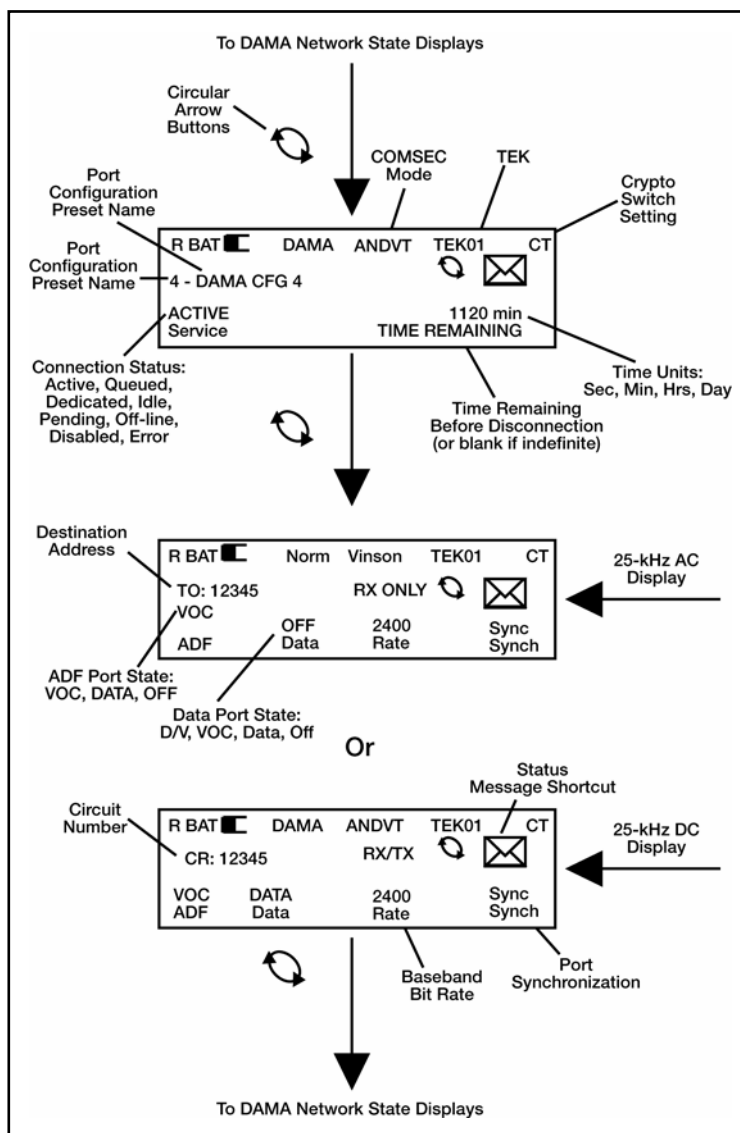 To DAMA Network State Displays
Circular
Arrow
Buttons
COMSEC
Mode
TEK
Crypto
Switch
Setting
Port
Configuration
Preset Name
Port
Configuration
Preset Name
R BAT DAMA ANDVT TEK01 CT
4 - DAMA CFG 4
ACTIVE 1120 min
Service TIME REMAINING
Connection Status:
Active, Queued,
Dedicated, Idle,
Pending, Off-line,
Disabled, Error
Time Units:
Sec, Min, Hrs, Day
Time Remaining
Before Disconnection
(or blank if indefinite)
Destination
Address
R BAT Norm Vinson TEK01 CT
TO: 12345 RX ONLY
VOC
OFF 2400 Sync
ADF Data Rate Synch
25-kHz AC
Display
ADF Port State:
VOC, DATA, OFF
Data Port State:
D/V, VOC, Data, Off
Or
Status
Message Shortcut
Circuit
Number
R BAT DAMA ANDVT TEK01 CT
CR: 12345 RX/TX
VOC DATA 2400 Sync
ADF Data Rate Synch
25-kHz DC
Display
Baseband
Bit Rate
Port
Synchronization
To DAMA Network State Displays